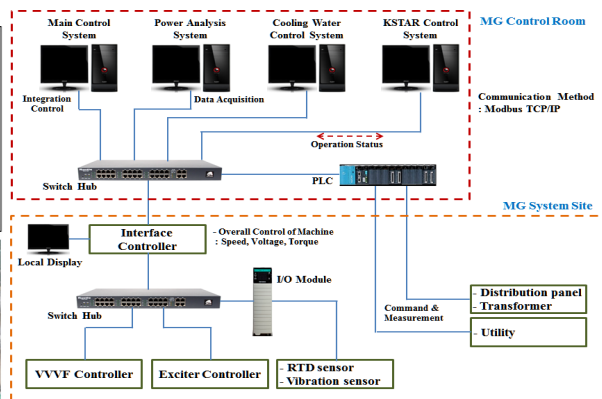 Main Control
System
Power Analysis
System
Cooling Water
Control System
KSTAR Control
System
MG Control Room
Integration
Control
Data Acquisition
Communication Method
: Modbus TCP/IP
Operation Status
Switch Hub
PLC
MG System Site
Interface
Controller
- Overall Control of Machine
: Speed, Voltage, Torque
Local Display
I/O Module
Switch Hub
Command &
Measurement
- Distribution panel
- Transformer
- Utility
VVVF Controller
Exciter Controller
- RTD sensor
- Vibration sensor